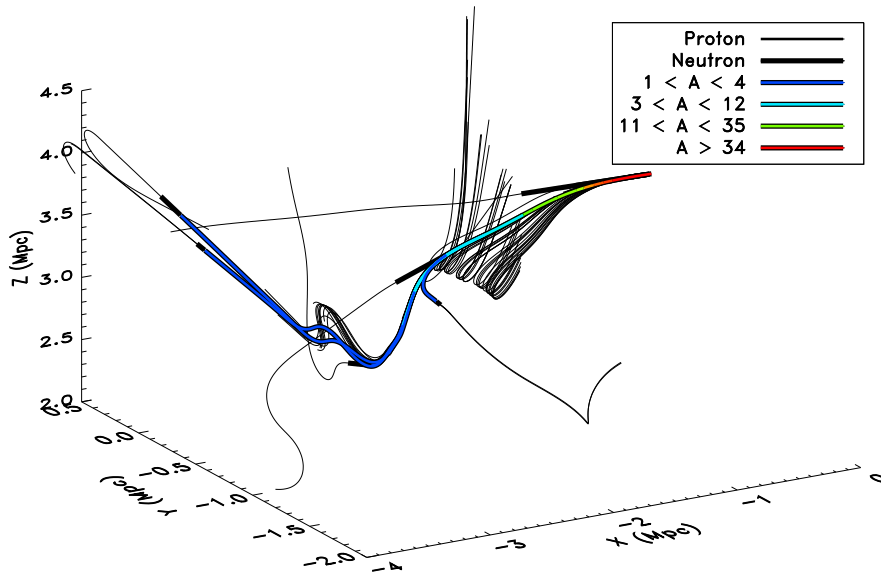 Proton
Neutron
1 < A < 4
3 < A < 12
11 < A < 35
A > 34
4.5
4.0
3.5
3.0
2.5
2.0
Z (Mpc)
0.5
0.0
-0.5
-1.0
-1.5
-2.0
Y (Mpc)
-4
-3
-2
-1
0
X (Mpc)